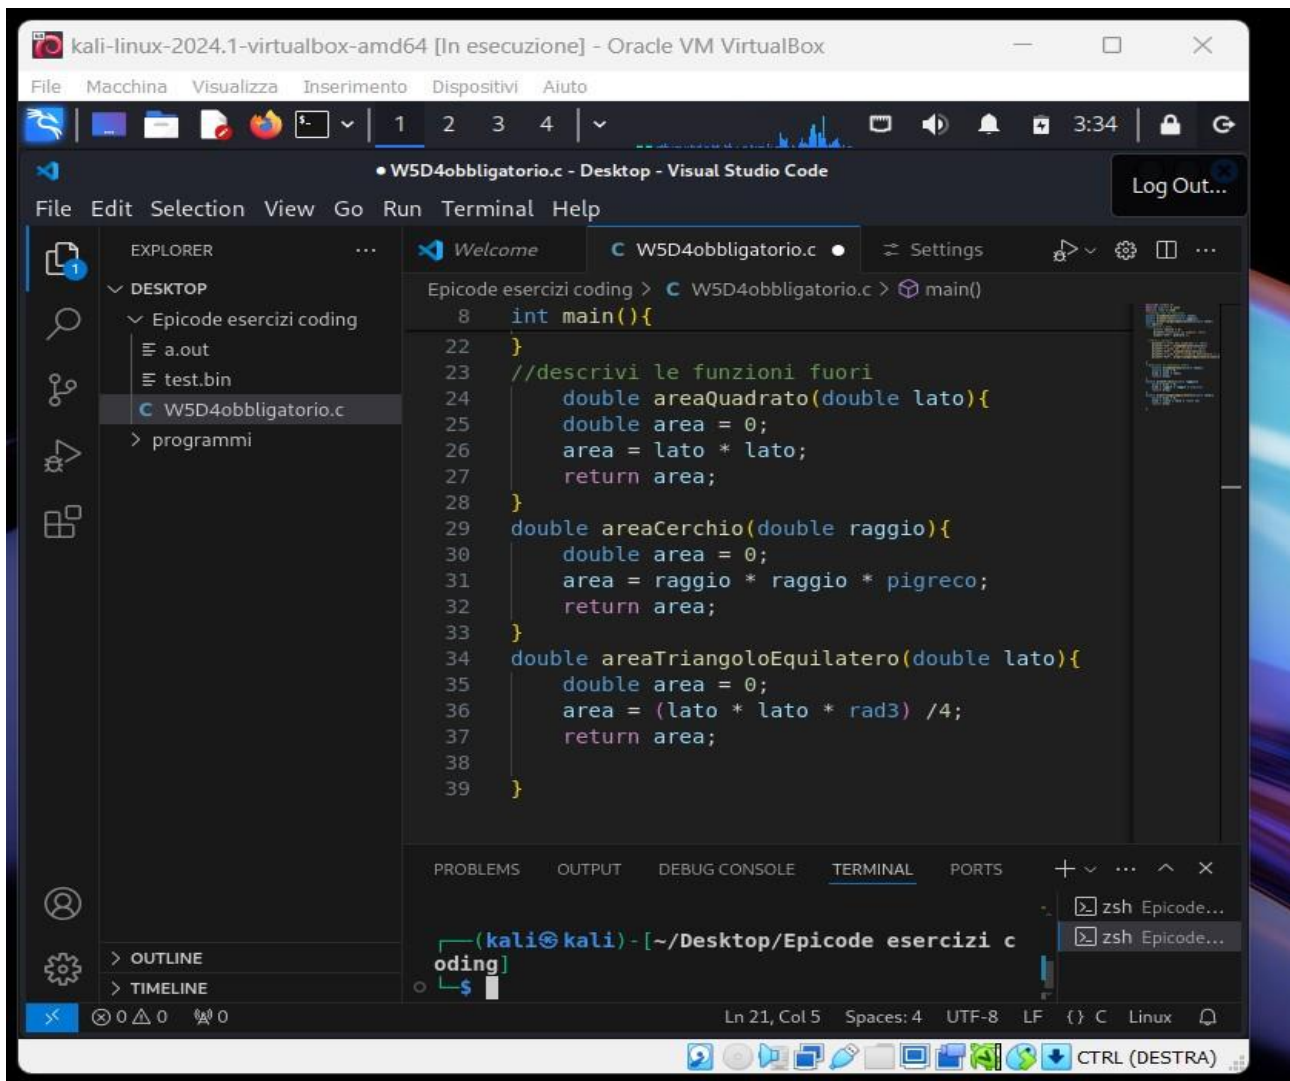 kali-linux-2024.1-virtualbox-amd64 [In esecuzione] - Oracle VM VirtualBox
File Macchina Visualizza Inserimento Dispositivi Aiuto
1 2 3 4 3:34
● W5D4obbligatorio.c - Desktop - Visual Studio Code
Log Out...
File Edit Selection View Go Run Terminal Help
EXPLORER ... Welcome C W5D4obbligatorio.c ● Settings ...
1
DESKTOP
Epicode esercizi coding > C W5D4obbligatorio.c > main()
Epicode esercizi coding
a.out
test.bin
C W5D4obbligatorio.c
programmi
8 int main(){
22 }
23 //descrivi le funzioni fuori
24 double areaQuadrato(double lato){
25 double area = 0;
26 area = lato * lato;
27 return area;
28 }
29 double areaCerchio(double raggio){
30 double area = 0;
31 area = raggio * raggio * pigreco;
32 return area;
33 }
34 double areaTriangoloEquilatero(double lato){
35 double area = 0;
36 area = (lato * lato * rad3) /4;
37 return area;
38
39 }
PROBLEMS OUTPUT DEBUG CONSOLE TERMINAL PORTS ...
zsh Epicode...
zsh Epicode...
(kali㉿kali)-[~/Desktop/Epicode esercizi c
oding]
$
> OUTLINE
> TIMELINE
0 0 0 Ln 21, Col 5 Spaces: 4 UTF-8 LF {} C Linux
CTRL (DESTRA)